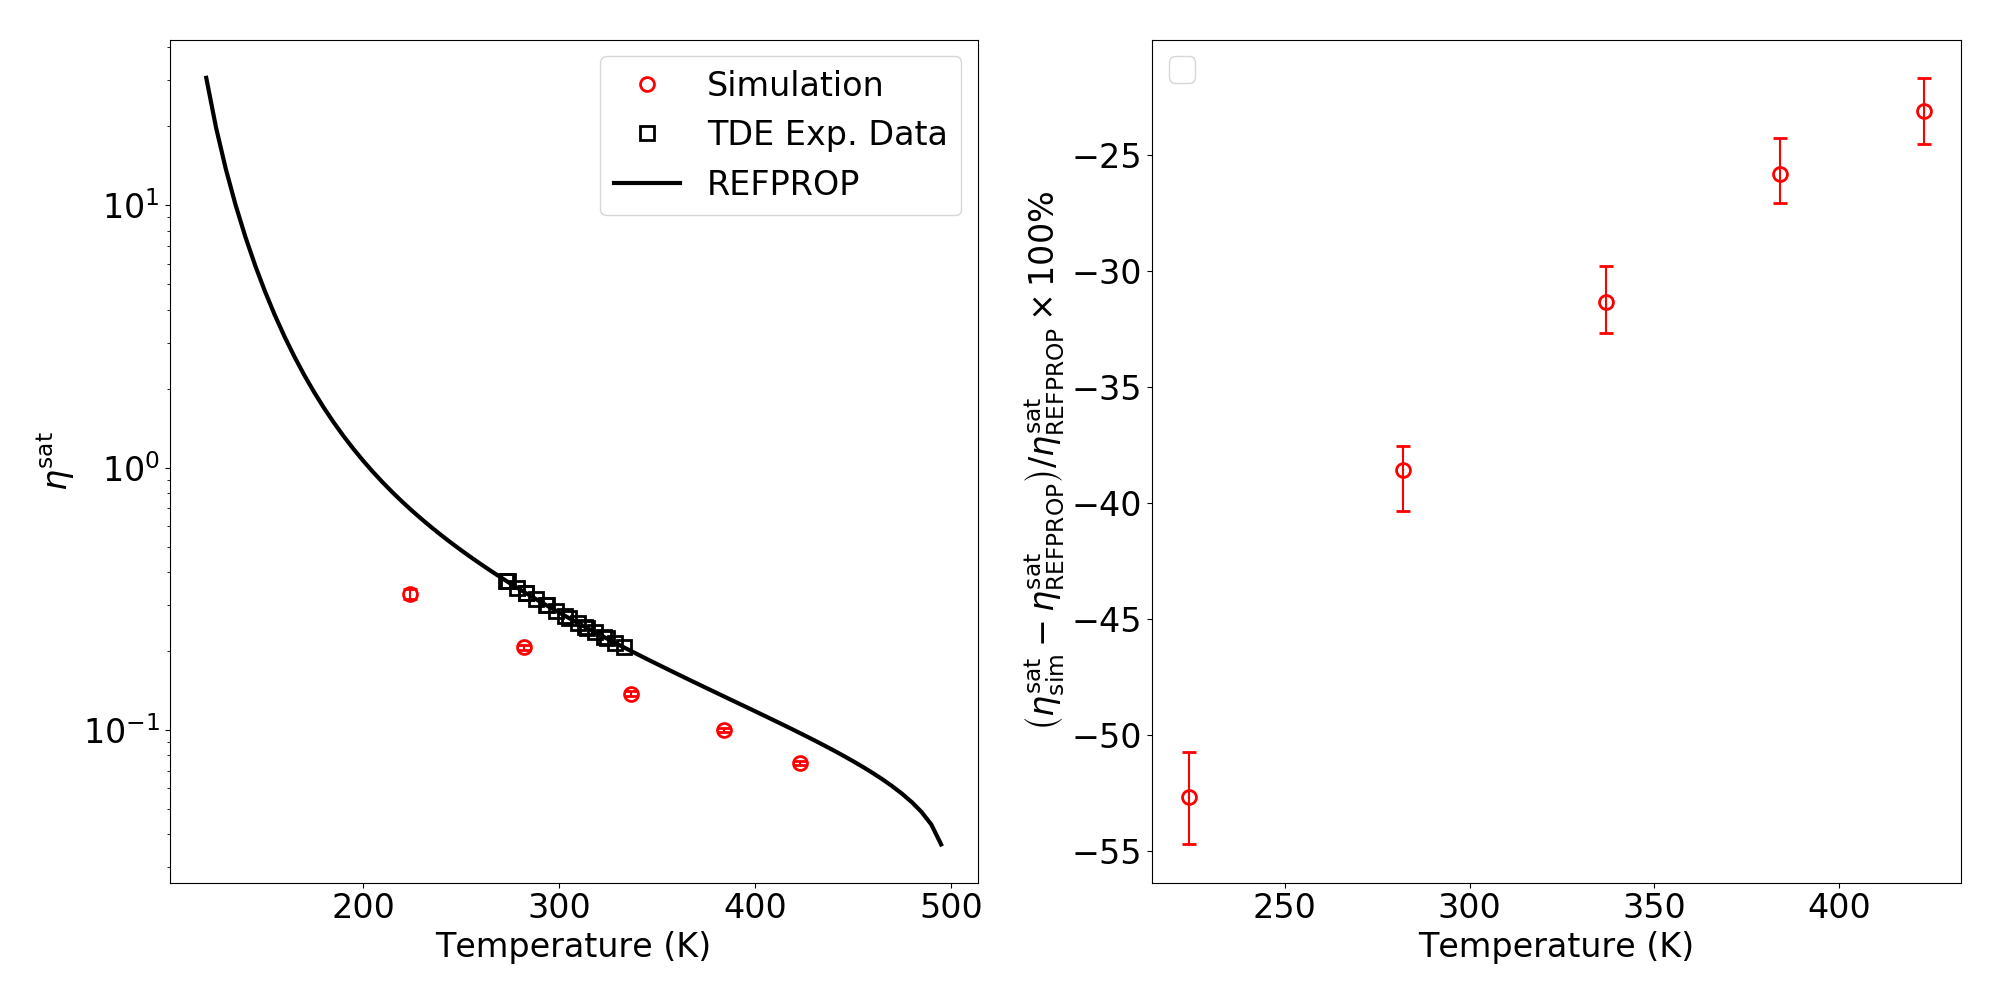 η^sat
10^1
10^0
10^−1
200
300
400
500
Temperature (K)
Simulation
TDE Exp. Data
REFPROP
(η^sat_sim − η^sat_REFPROP)/η^sat_REFPROP × 100%
−25
−30
−35
−40
−45
−50
−55
250
300
350
400
Temperature (K)